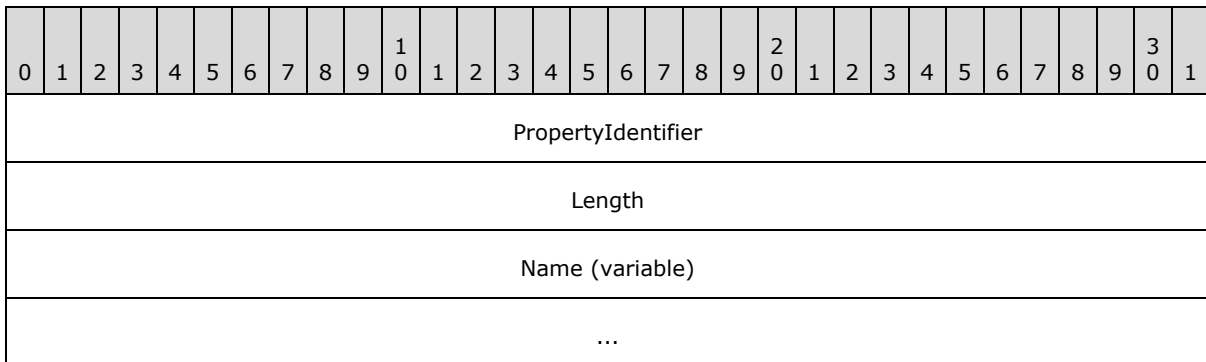 1 2 3
0 1 2 3 4 5 6 7 8 9 0 1 2 3 4 5 6 7 8 9 0 1 2 3 4 5 6 7 8 9 0 1
PropertyIdentifier
Length
Name (variable)
...